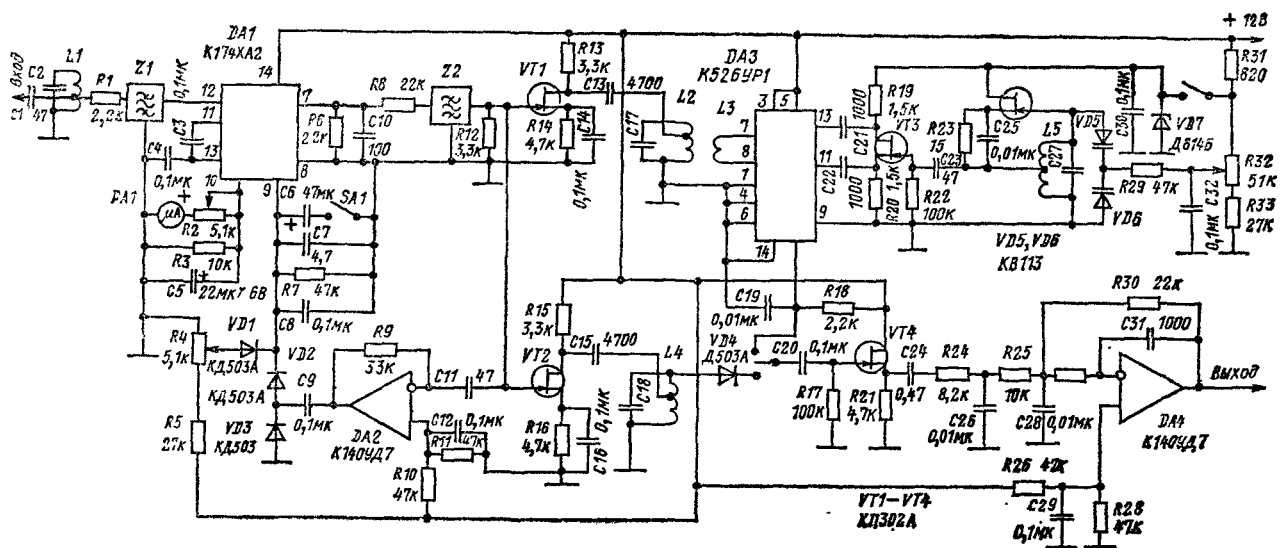 + 12В
DA1
К174ХА2
Вход
C2
L1
C1
47
R1
2,2к
Z1
0,1мк
12
14
11
13
C3
C4
0,1мк
17
8
9
10
R6
2,2к
C10
100
R8 22к
Z2
R12
3,3к
VT1
R13
3,3к
R14
4,7к
C13
4700
C14
0,1мк
L2
C17
L3
DA3
К526УР1
3
5
7
8
1
4
6
14
13
11
9
C21
1000
C22
1000
R19
1,5к
VT3
R20 1,5к
R22
100к
R23
15
C23
47
C25
0,01мк
L5
C27
VD5
VD6
C30
0,1мк
VD7
Д814Б
R29 47к
C32
0,1мк
R31
820
R32
51К
R33
27К
VD5, VD6
КВ113
+
μA
R2
5,1к
R3
10к
C5
22мк 6В
C6
47мк
SA1
+
C7
4,7
R7
47к
C8
0,1мк
R4
5,1к
VD1
КД503А
VD2
КД503А
VD3
КД503
R5
27к
C9
0,1мк
R9
33к
DA2
К140УД7
C11
47
C12
0,1мк
R11
47к
R10
47к
R15
3,3к
VT2
R16
4,7к
C16
0,1мк
C15
4700
C18
L4
VD4
Д503А
C19
0,01мк
R18
2,2к
C20
0,1мк
R17
100к
VT4
R21
4,7к
C24
0,47
R24
8,2к
C26
0,01мк
R25
10к
C28
0,01мк
R30 22к
C31
1000
DA4
К140УД7
Выход
R26 47к
C29
0,1мк
R28
47К
VT1–VT4
КП302А